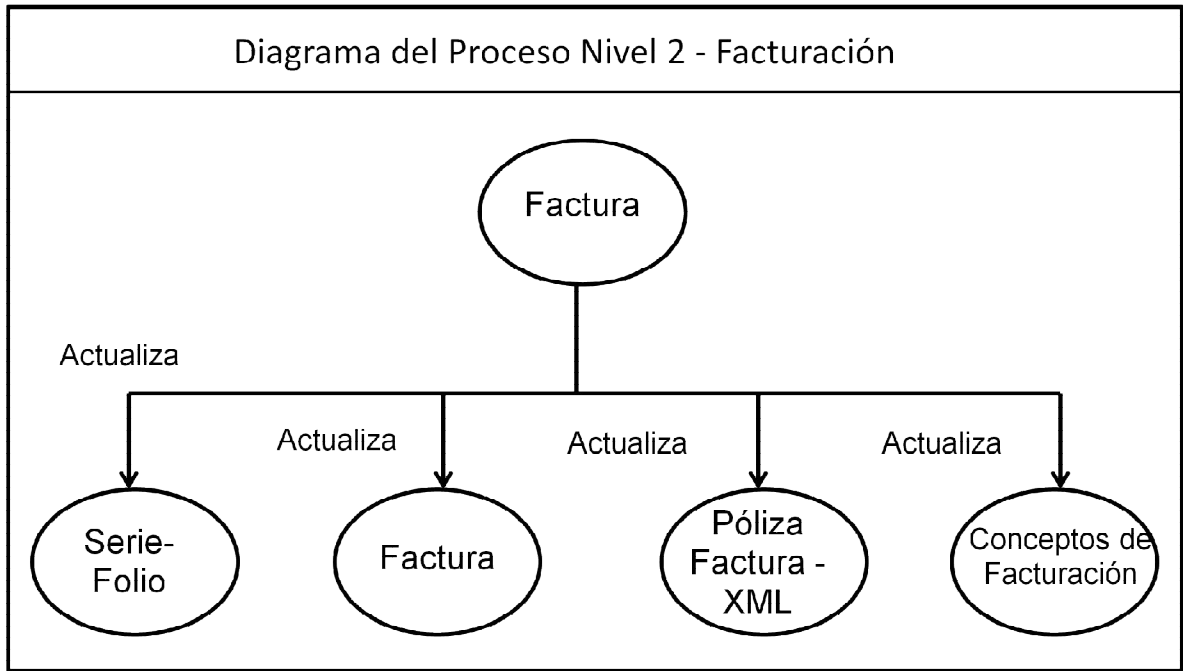 Diagrama del Proceso Nivel 2 - Facturación
Factura
Actualiza
Actualiza
Actualiza
Actualiza
Serie-
Folio
Factura
Póliza
Factura -
XML
Conceptos de
Facturación